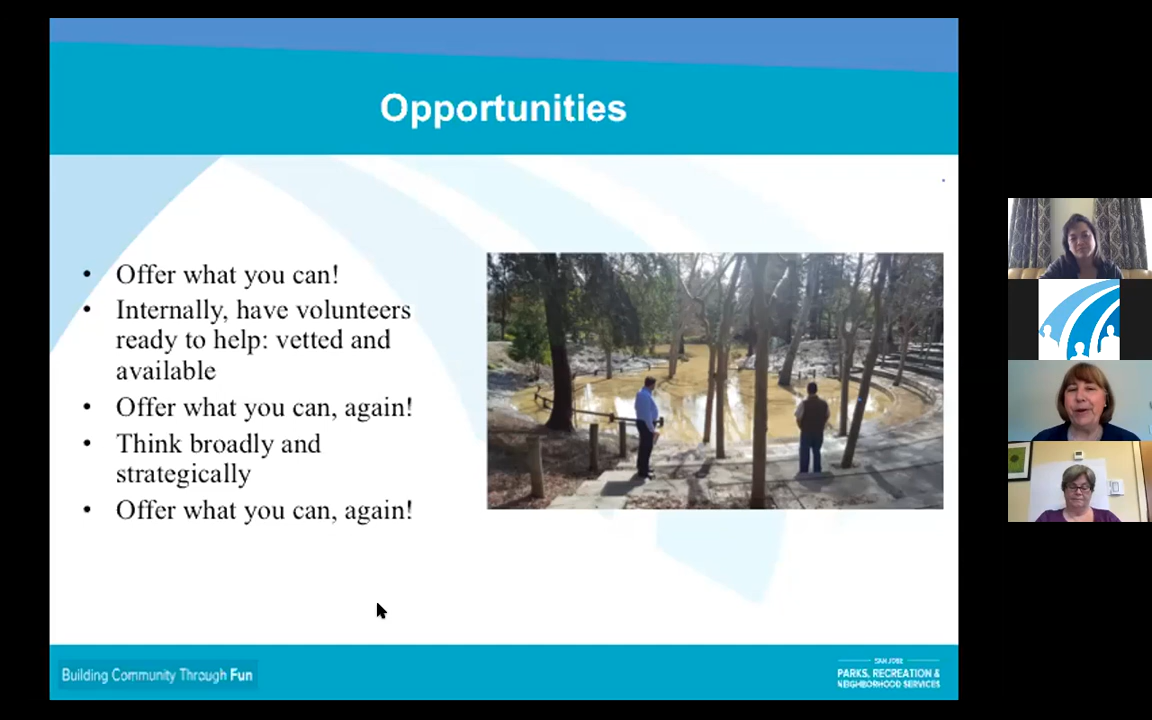 Opportunities
• Offer what you can!
• Internally, have volunteers
ready to help: vetted and
available
• Offer what you can, again!
• Think broadly and
strategically
• Offer what you can, again!
Building Community Through Fun
SAN JOSE
PARKS, RECREATION &
NEIGHBORHOOD SERVICES